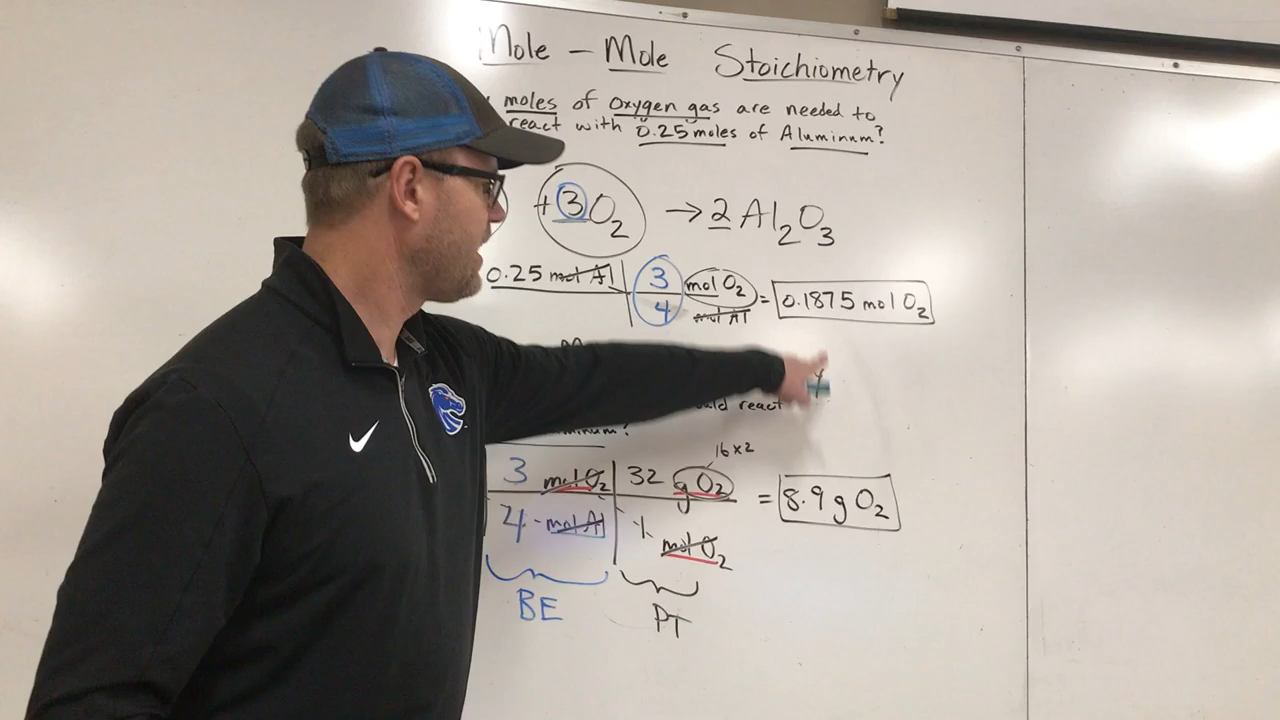 Mole - Mole Stoichiometry
moles of oxygen gas are needed to
react with 0.25 moles of Aluminum?
+ 3 O2 → 2 Al2O3
0.25 mol Al | 3 mol O2 / 4 mol Al = 0.1875 mol O2
react
16 x 2
3 mol O2 | 32 g O2 = 8.9 g O2
4 mol Al | 1 mol O2
BE PT